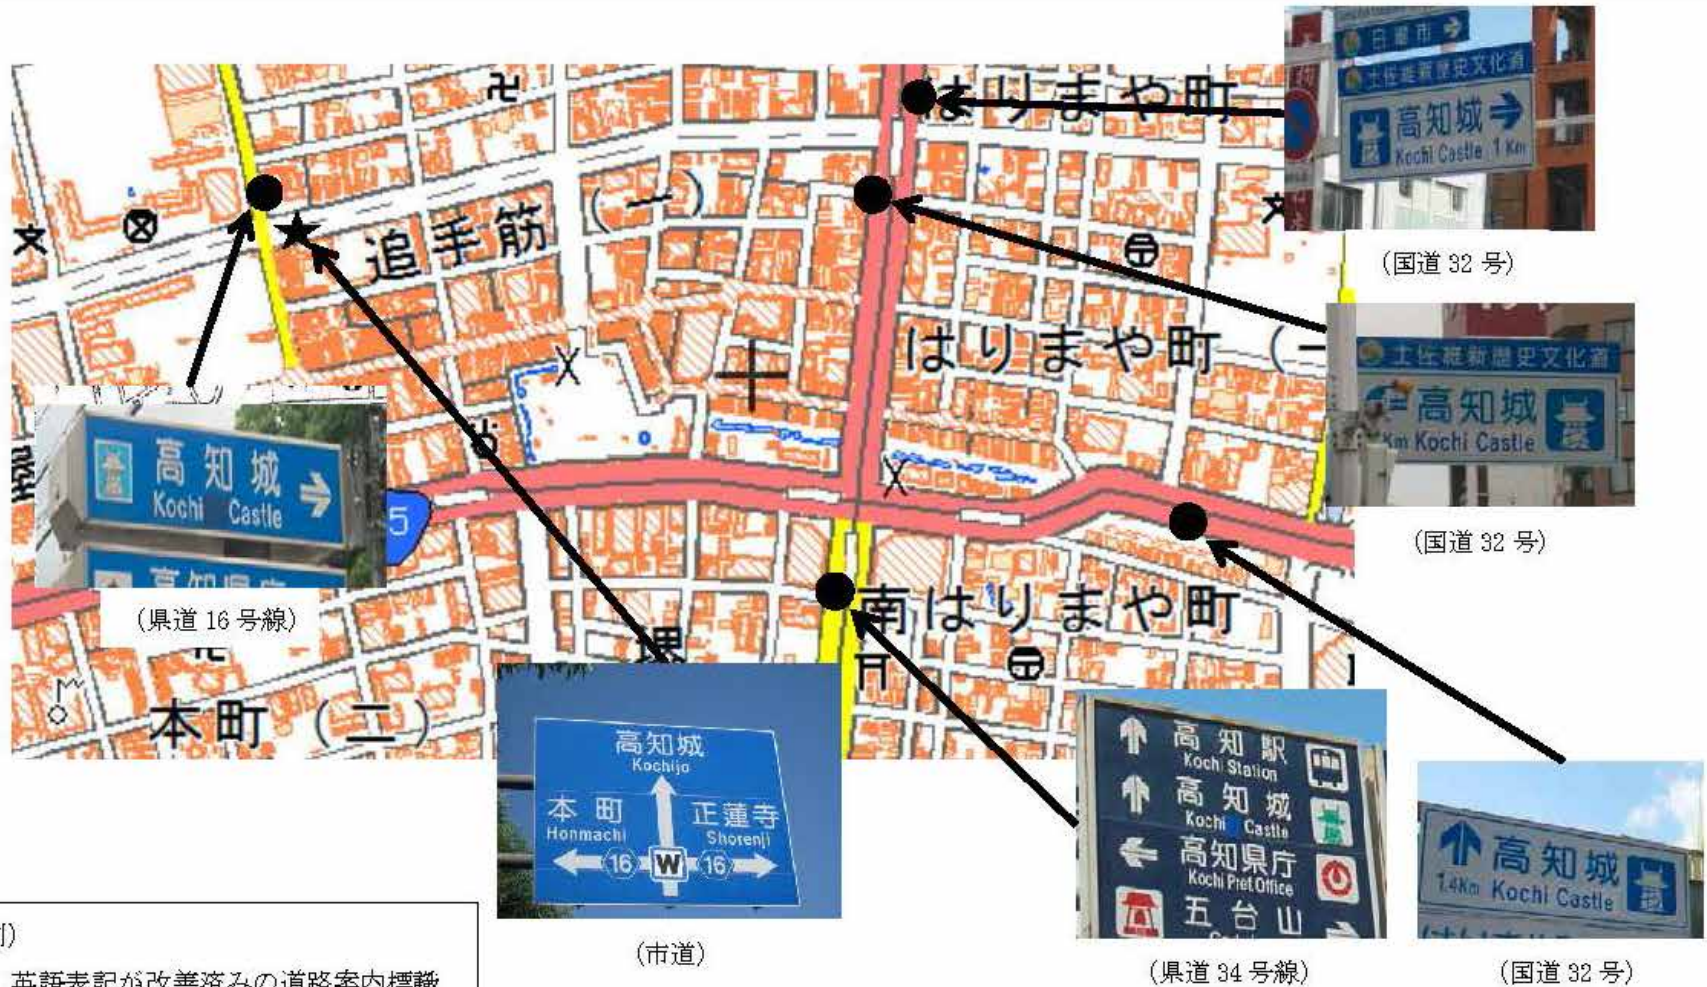 日曜市
土佐維新歴史文化道
高知城
Kochi Castle 1Km
(国道 32 号)
はりまや町
追手筋 (一)
はりまや町 (一
土佐維新歴史文化道
高知城
Km Kochi Castle
(国道 32 号)
高知城
Kochi Castle
高知県庁
(県道 16 号線)
5
南はりまや町
堺
本町 (二)
高知城
Kochijo
本町
Honmachi
正蓮寺
Shorenji
16 W 16
(市道)
高知駅
Kochi Station
高知城
Kochi Castle
高知県庁
Kochi Pref.Office
五台山
(県道 34 号線)
高知城
1.4Km Kochi Castle
(国道 32 号)
英語表記が改善済みの道路案内標識